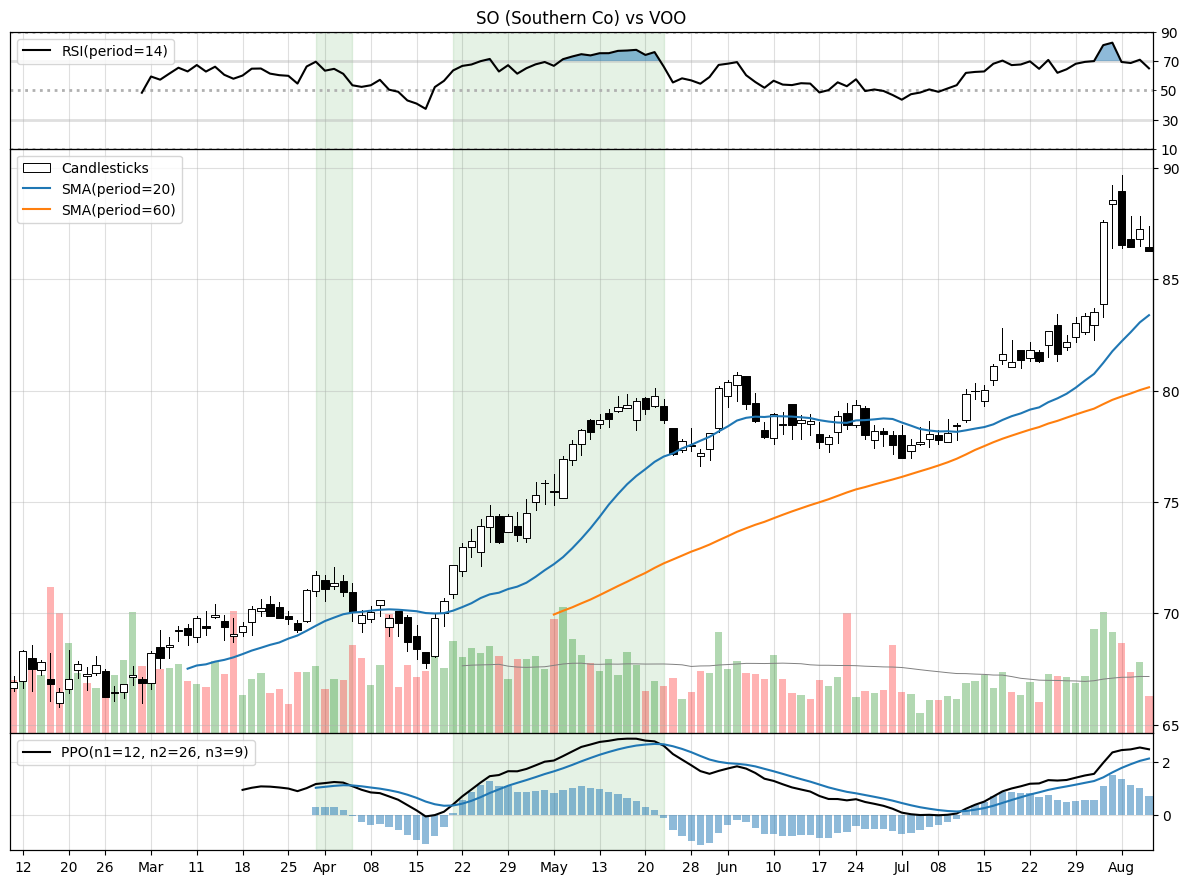 SO (Southern Co) vs VOO
RSI(period=14)
90
70
50
30
10
Candlesticks
SMA(period=20)
SMA(period=60)
90
85
80
75
70
65
PPO(n1=12, n2=26, n3=9)
2
0
12 20 26 Mar 11 18 25 Apr 08 15 22 29 May 13 20 28 Jun 10 17 24 Jul 08 15 22 29 Aug